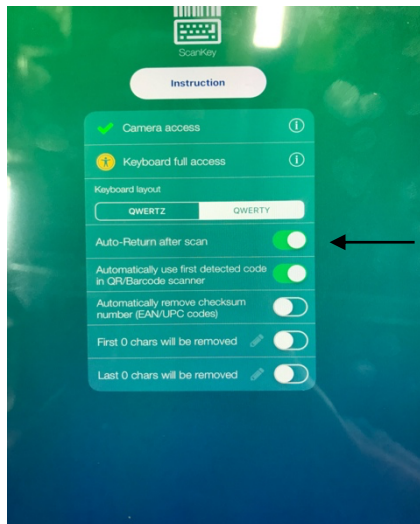 ScanKey
Instruction
Camera access
Keyboard full access
Keyboard layout
QWERTZ
QWERTY
Auto-Return after scan
Automatically use first detected code
in QR/Barcode scanner
Automatically remove checksum
number (EAN/UPC codes)
First 0 chars will be removed
Last 0 chars will be removed